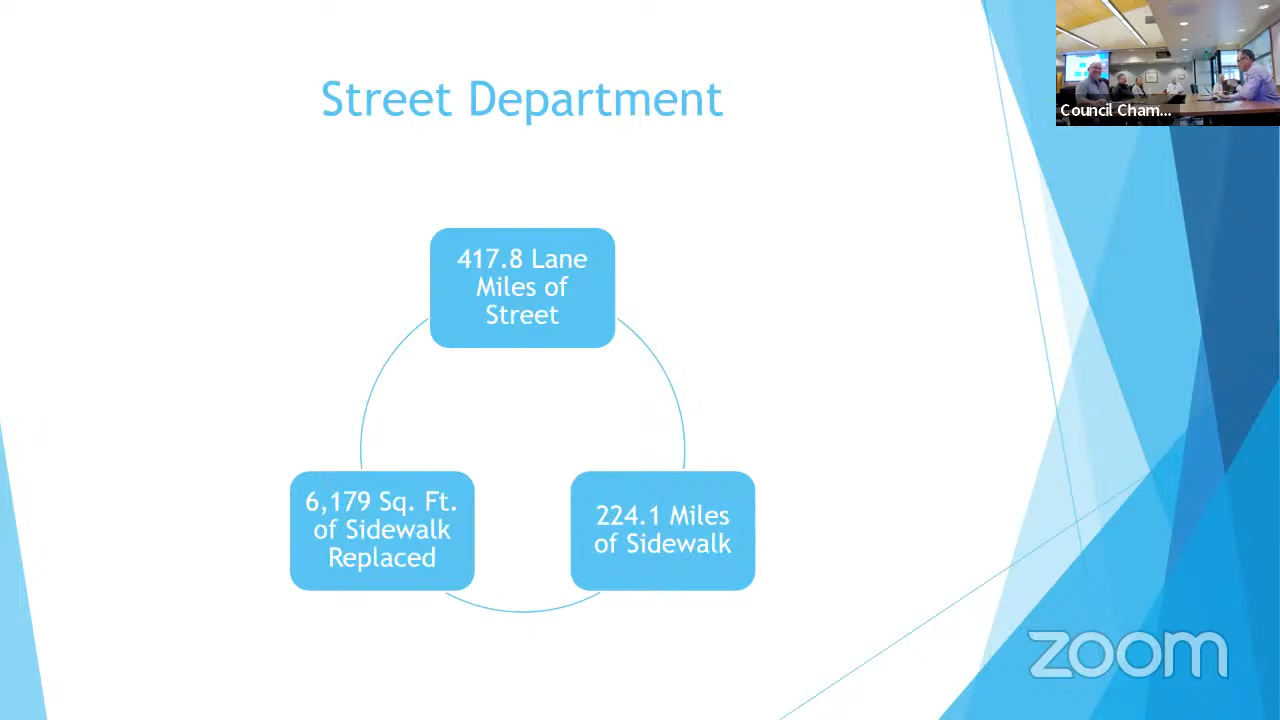 Street Department
Council Cham...
417.8 Lane
Miles of
Street
6,179 Sq. Ft.
of Sidewalk
Replaced
224.1 Miles
of Sidewalk
zoom